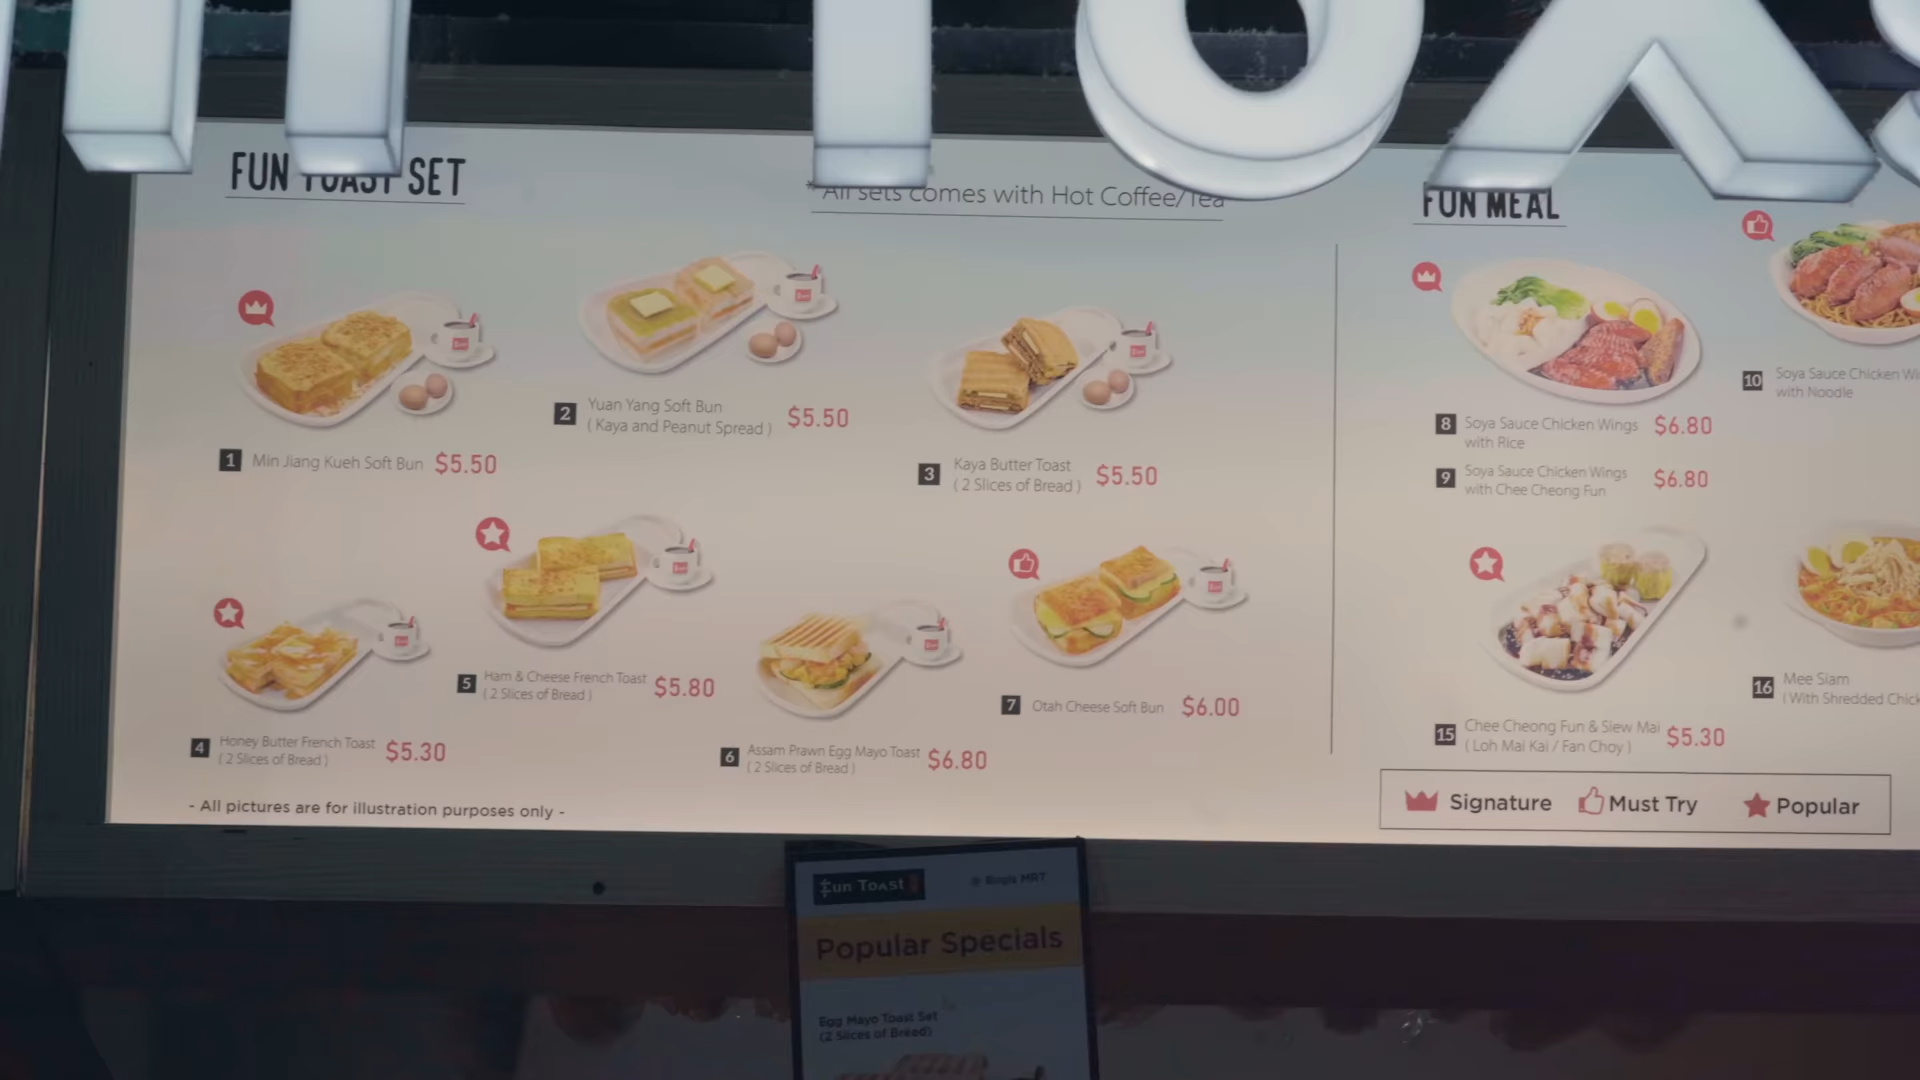 FUN TOAST SET
* All sets comes with Hot Coffee/Tea
1 Min Jiang Kueh Soft Bun $5.50
2 Yuan Yang Soft Bun $5.50
( Kaya and Peanut Spread )
3 Kaya Butter Toast $5.50
( 2 Slices of Bread )
4 Honey Butter French Toast $5.30
( 2 Slices of Bread )
5 Ham & Cheese French Toast $5.80
( 2 Slices of Bread )
6 Assam Prawn Egg Mayo Toast $6.80
( 2 Slices of Bread )
7 Otah Cheese Soft Bun $6.00
- All pictures are for illustration purposes only -
FUN MEAL
8 Soya Sauce Chicken Wings $6.80
with Rice
9 Soya Sauce Chicken Wings $6.80
with Chee Cheong Fun
10 Soya Sauce Chicken
with Noodle
15 Chee Cheong Fun & Siew Mai $5.30
( Loh Mai Kai / Fan Choy )
16 Mee Siam
( With Shredded
Signature Must Try Popular
Fun Toast
Bugis MRT
Popular Specials
Egg Mayo Toast Set
(2 Slices of Bread)